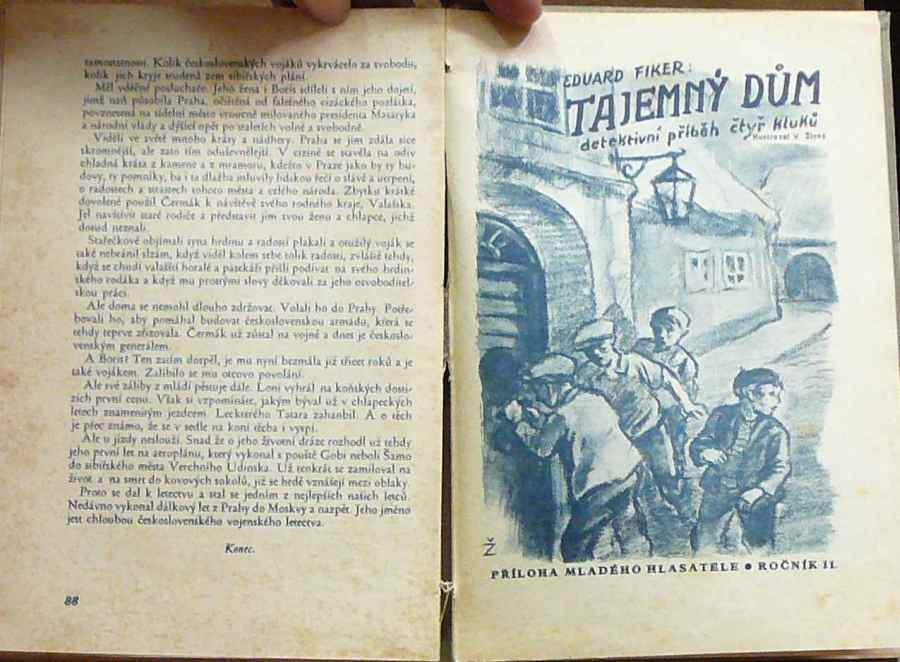 tamontsenom. Kolik československých vojáků vykrvácelo za svobodu,
kolik jich kryje studená zem sibiřských plání.
Měl vděčné posluchače. Jeho žena i Boris sdíleli s ním jeho dojmy,
jimž naň působila Praha, očištěná od falešného cizáckého pozlátka,
povznesená na sídelní město vroucně milovaného presidenta Masaryka
a národní vlády a dýšící opět po staletích volně a svobodně.
Viděli ve světě mnoho krásy a nádhery. Praha se jim zdála sice
skromnější, ale zato tím oduševnělejší. V cizině se stavěla na odiv
chladná krása z kamene a z mramoru, kdežto v Praze jako by ty bu-
dovy, ty pomníky, ba i ta dlažba mluvily lidskou řečí o slávě a utrpení,
o radostech a strastech tohoto města a celého národa. Zbytku krátké
dovolené použil Čermák k návštěvě svého rodného kraje, Valašska.
Jel navštívit staré rodiče a představit jim svou ženu a chlapce, jichž
dosud neznali.
Stařečkové objímali syna hrdinu a radostí plakali a otužilý voják se
také nebránil slzám, když viděl kolem sebe tolik radosti, zvláště tehdy,
když se chudí valašští horalé a pasekáři přišli podívat na svého hrdin-
ského rodáka a když mu prostými slovy děkovali za jeho osvoboditel-
skou práci.
Ale doma se nemohl dlouho zdržovat. Volali ho do Prahy. Potře-
bovali ho, aby pomáhal budovat československou armádu, která se
tehdy teprve zřizovala. Čermák už zůstal na vojně a dnes je českoslo-
venským generálem.
A Boris? Ten zatím dospěl, je mu nyní bezmála již třicet roků a je
také vojákem. Zalíbilo se mu otcovo povolání.
Ale své záliby z mládí pěstuje dále. Loni vyhrál na koňských dosti-
zích první cenu. Však si vzpomínáte, jakým býval už v chlapeckých
letech znamenitým jezdcem. Leckterého Tatara zahanbil. A o těch
je přec známo, že se v sedle na koni těcha i vyspí.
Ale u jízdy neslouží. Snad že o jeho životní dráze rozhodl už tehdy
jeho první let na aeroplánu, který vykonal s pouště Gobi neboli Šamo
do sibiřského města Verchního Udinska. Už tenkrát se zamiloval na
život a na smrt do kovových sokolů, již se hrdě vznášejí mezi oblaky.
Proto se dal k letectvu a stal se jedním z nejlepších našich letců.
Nedávno vykonal dálkový let z Prahy do Moskvy a nazpět. Jeho jméno
jest chloubou československého vojenského letectva.
Konec.
88
EDUARD FIKER:
TAJEMNÝ DŮM
detektivní příběh čtyř kluků
Ilustroval V. Živný
Ž
PŘÍLOHA MLADÉHO HLASATELE • ROČNÍK II.